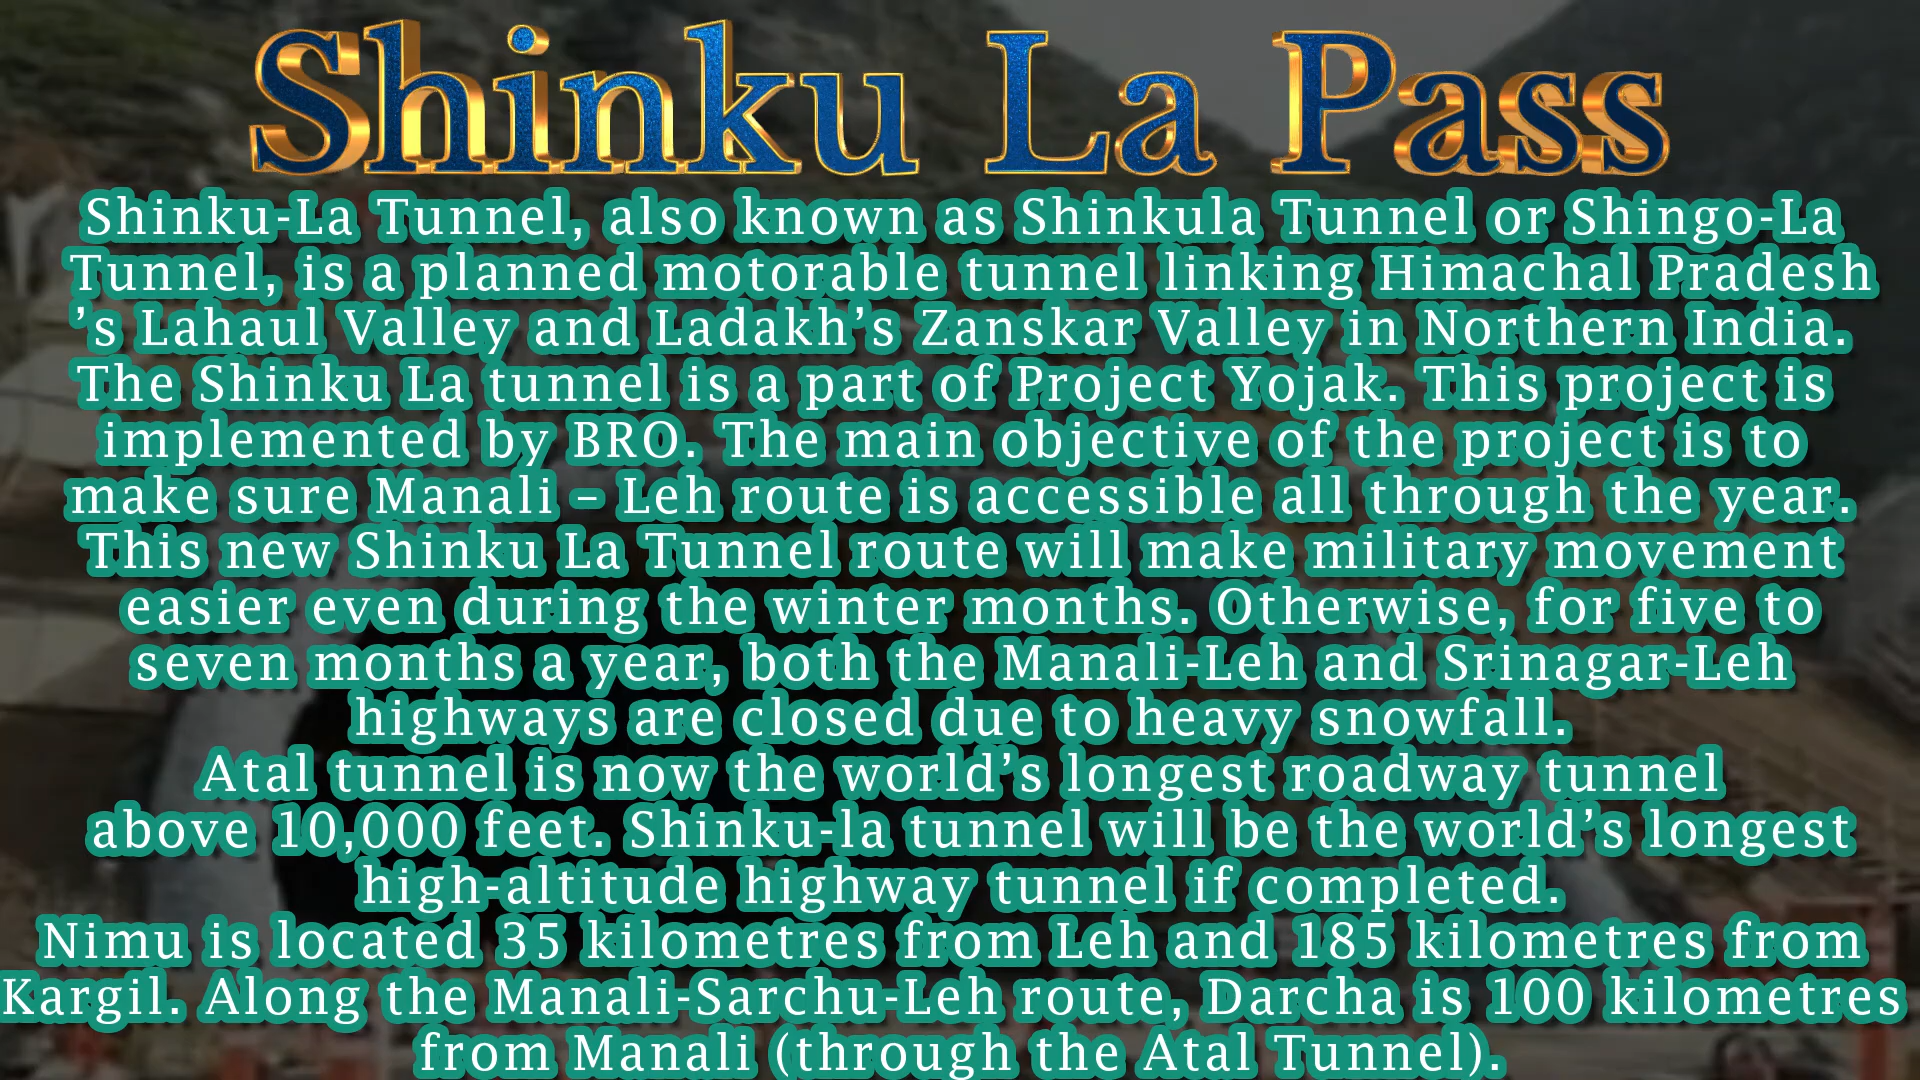 Shinku La Pass
Shinku-La Tunnel, also known as Shinkula Tunnel or Shingo-La
Tunnel, is a planned motorable tunnel linking Himachal Pradesh
’s Lahaul Valley and Ladakh’s Zanskar Valley in Northern India.
The Shinku La tunnel is a part of Project Yojak. This project is
implemented by BRO. The main objective of the project is to
make sure Manali – Leh route is accessible all through the year.
This new Shinku La Tunnel route will make military movement
easier even during the winter months. Otherwise, for five to
seven months a year, both the Manali-Leh and Srinagar-Leh
highways are closed due to heavy snowfall.
Atal tunnel is now the world’s longest roadway tunnel
above 10,000 feet. Shinku-la tunnel will be the world’s longest
high-altitude highway tunnel if completed.
Nimu is located 35 kilometres from Leh and 185 kilometres from
Kargil. Along the Manali-Sarchu-Leh route, Darcha is 100 kilometres
from Manali (through the Atal Tunnel).